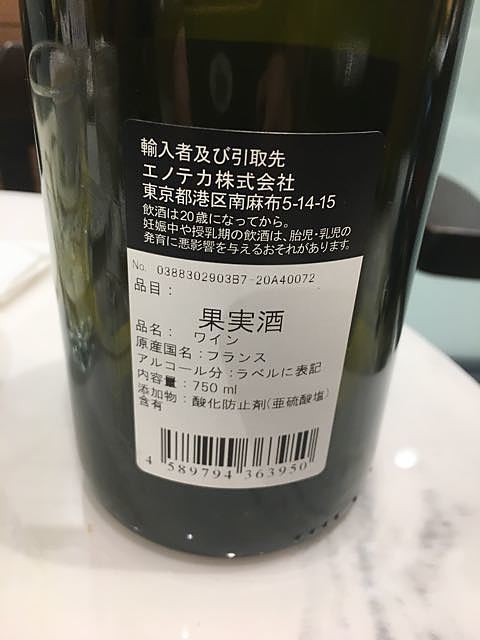 輸入者及び引取先
エノテカ株式会社
東京都港区南麻布5-14-15
飲酒は20歳になってから。
妊娠中や授乳期の飲酒は、胎児・乳児の
発育に悪影響を与えるおそれがあります。
No. 0388302903B7-20A40072
品目：
果実酒
品名： ワイン
原産国名：フランス
アルコール分：ラベルに表記
内容量：750 ml
添加物：酸化防止剤(亜硫酸塩)
含有
4 589794 363950